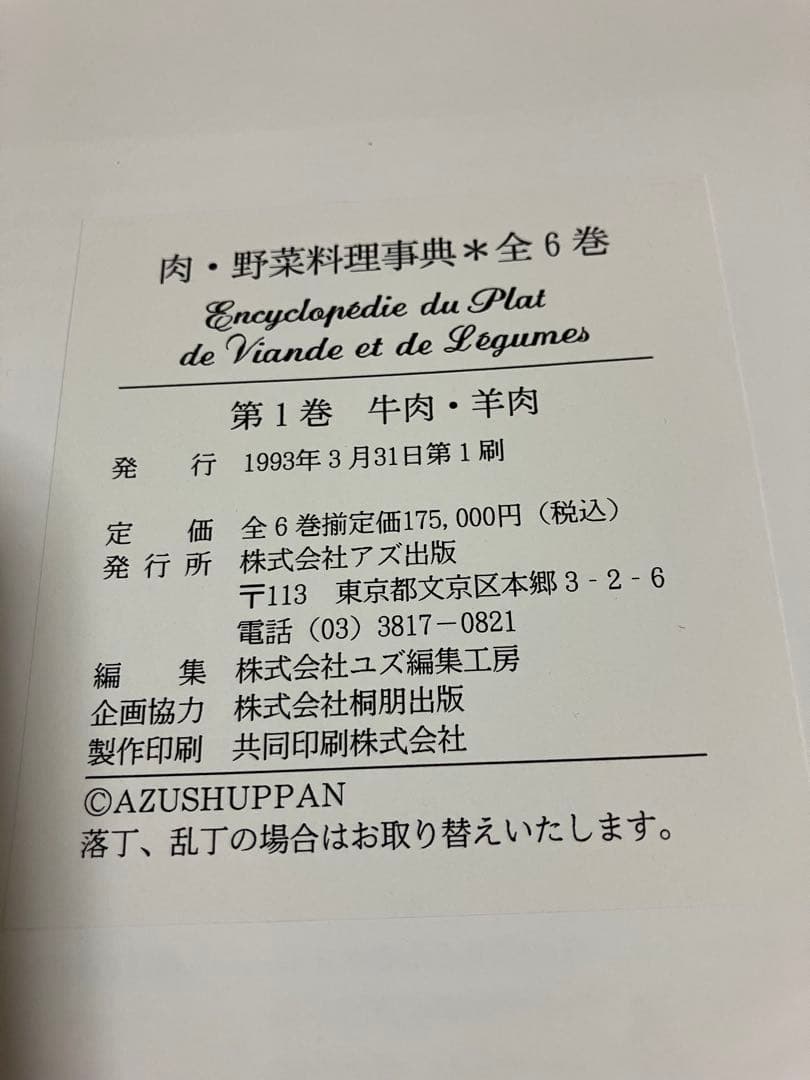 肉・野菜料理事典＊全6巻
Encyclopédie du Plat
de Viande et de Légumes
第1巻　牛肉・羊肉
発　行　1993年3月31日第1刷
定　価　全6巻揃定価175,000円（税込）
発行所　株式会社アズ出版
〒113　東京都文京区本郷3-2-6
電話（03）3817－0821
編　集　株式会社ユズ編集工房
企画協力　株式会社桐朋出版
製作印刷　共同印刷株式会社
©AZUSHUPPAN
落丁、乱丁の場合はお取り替えいたします。